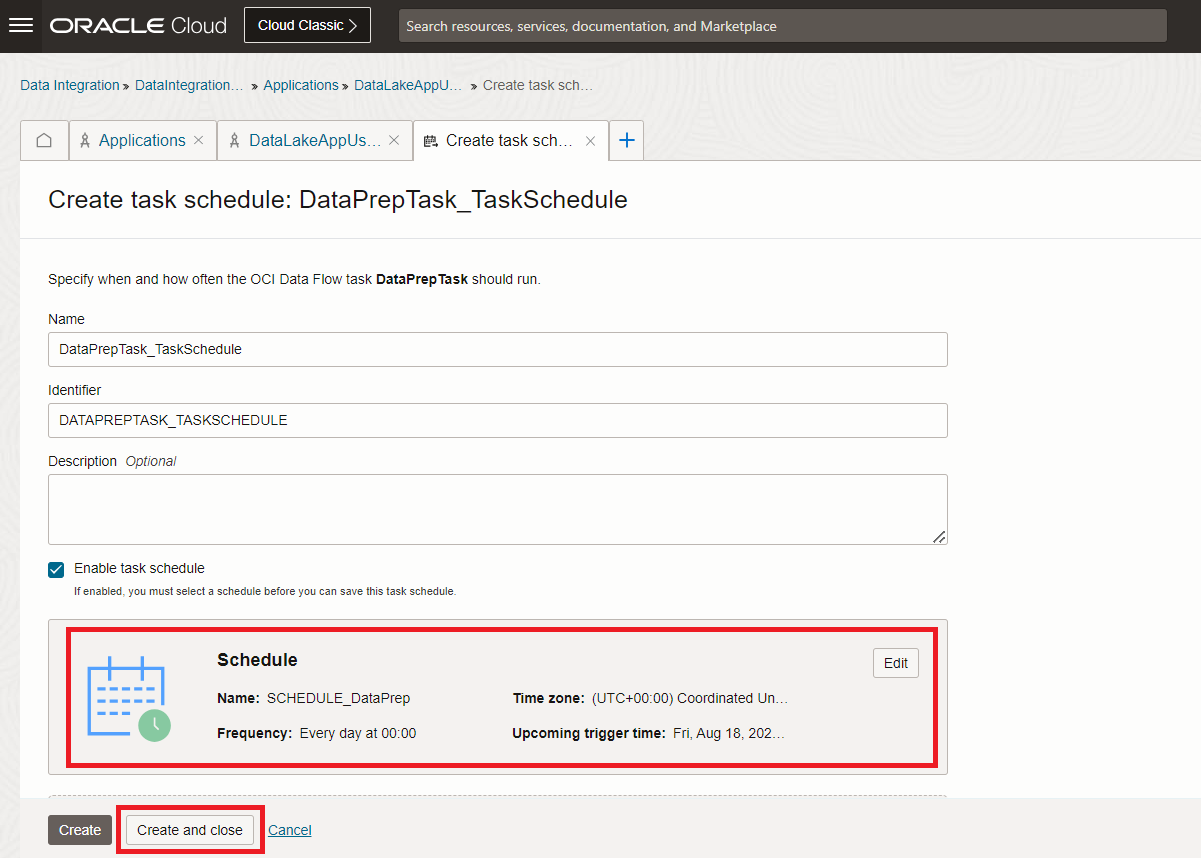 ORACLE Cloud
Cloud Classic
Search resources, services, documentation, and Marketplace
Data Integration » DataIntegration... » Applications » DataLakeAppU... » Create task sch...
Applications
DataLakeAppUs...
Create task sch...
Create task schedule: DataPrepTask_TaskSchedule
Specify when and how often the OCI Data Flow task DataPrepTask should run.
Name
DataPrepTask_TaskSchedule
Identifier
DATAPREPTASK_TASKSCHEDULE
Description Optional
Enable task schedule
If enabled, you must select a schedule before you can save this task schedule.
Schedule
Edit
Name: SCHEDULE_DataPrep
Time zone: (UTC+00:00) Coordinated Un...
Frequency: Every day at 00:00
Upcoming trigger time: Fri, Aug 18, 202...
Create
Create and close
Cancel